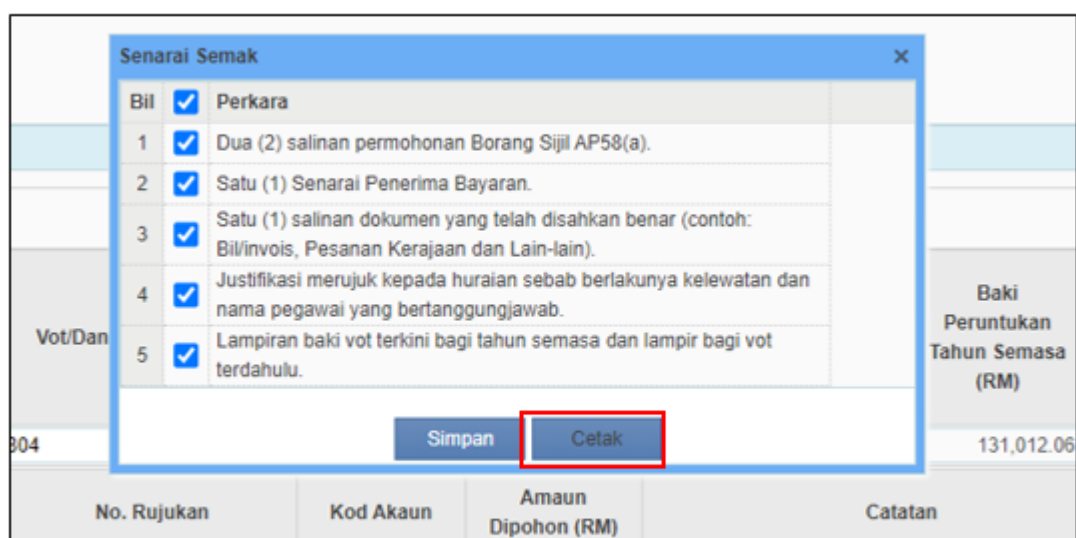 Senarai Semak
Bil Perkara
1 Dua (2) salinan permohonan Borang Sijil AP58(a).
2 Satu (1) Senarai Penerima Bayaran.
3 Satu (1) salinan dokumen yang telah disahkan benar (contoh:
Bil/invois, Pesanan Kerajaan dan Lain-lain).
4 Justifikasi merujuk kepada huraian sebab berlakunya kelewatan dan
nama pegawai yang bertanggungjawab.
5 Lampiran baki vot terkini bagi tahun semasa dan lampir bagi vot
terdahulu.
Simpan Cetak
Vot/Dan
Baki
Peruntukan
Tahun Semasa
(RM)
304 131,012.06
No. Rujukan Kod Akaun Amaun
Dipohon (RM) Catatan